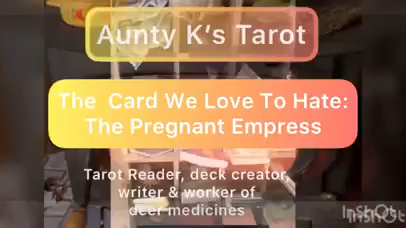 Aunty K's Tarot
The Card We Love To Hate:
The Pregnant Empress
Tarot Reader, deck creator,
writer & worker of
deer medicines
InShOt